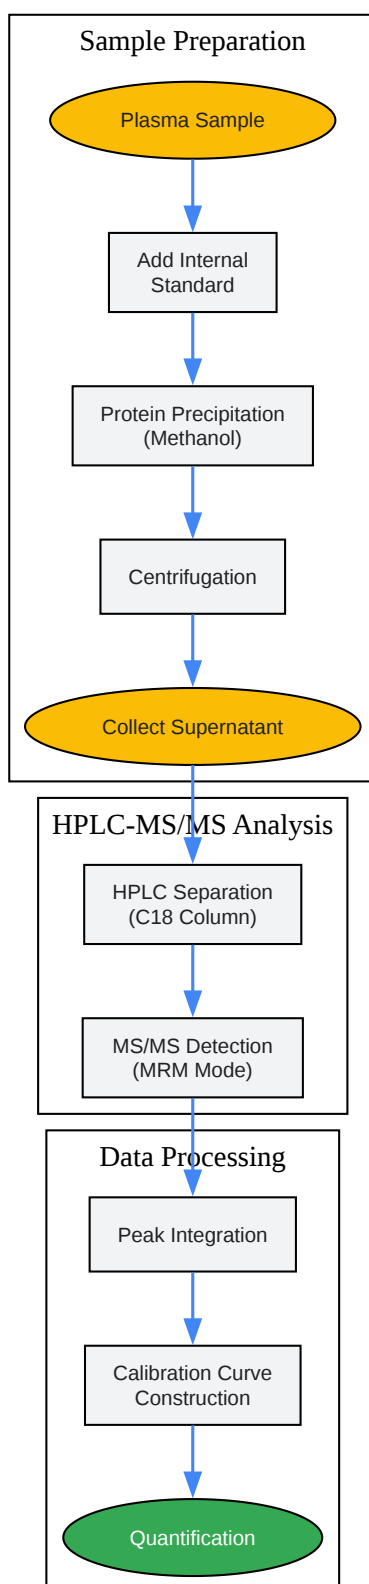 Sample Preparation
Plasma Sample
Add Internal
Standard
Protein Precipitation
(Methanol)
Centrifugation
Collect Supernatant
HPLC-MS/MS Analysis
HPLC Separation
(C18 Column)
MS/MS Detection
(MRM Mode)
Data Processing
Peak Integration
Calibration Curve
Construction
Quantification